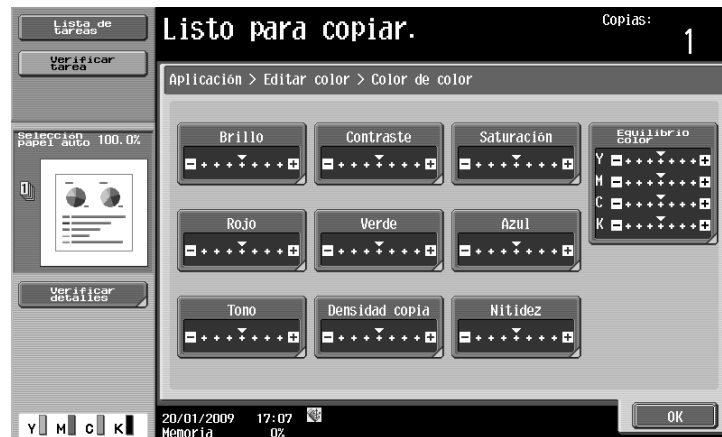 Lista de
tareas
Listo para copiar.
Copias:
1
Verificar
tarea
Aplicación > Editar color > Color de color
Selección
papel auto 100.0%
1
Brillo
Contraste
Saturación
Equilibrio
color
Y
M
C
K
Rojo
Verde
Azul
Tono
Densidad copia
Nitidez
Verificar
detalles
OK
Y M C K
20/01/2009 17:07
Memoria 0%